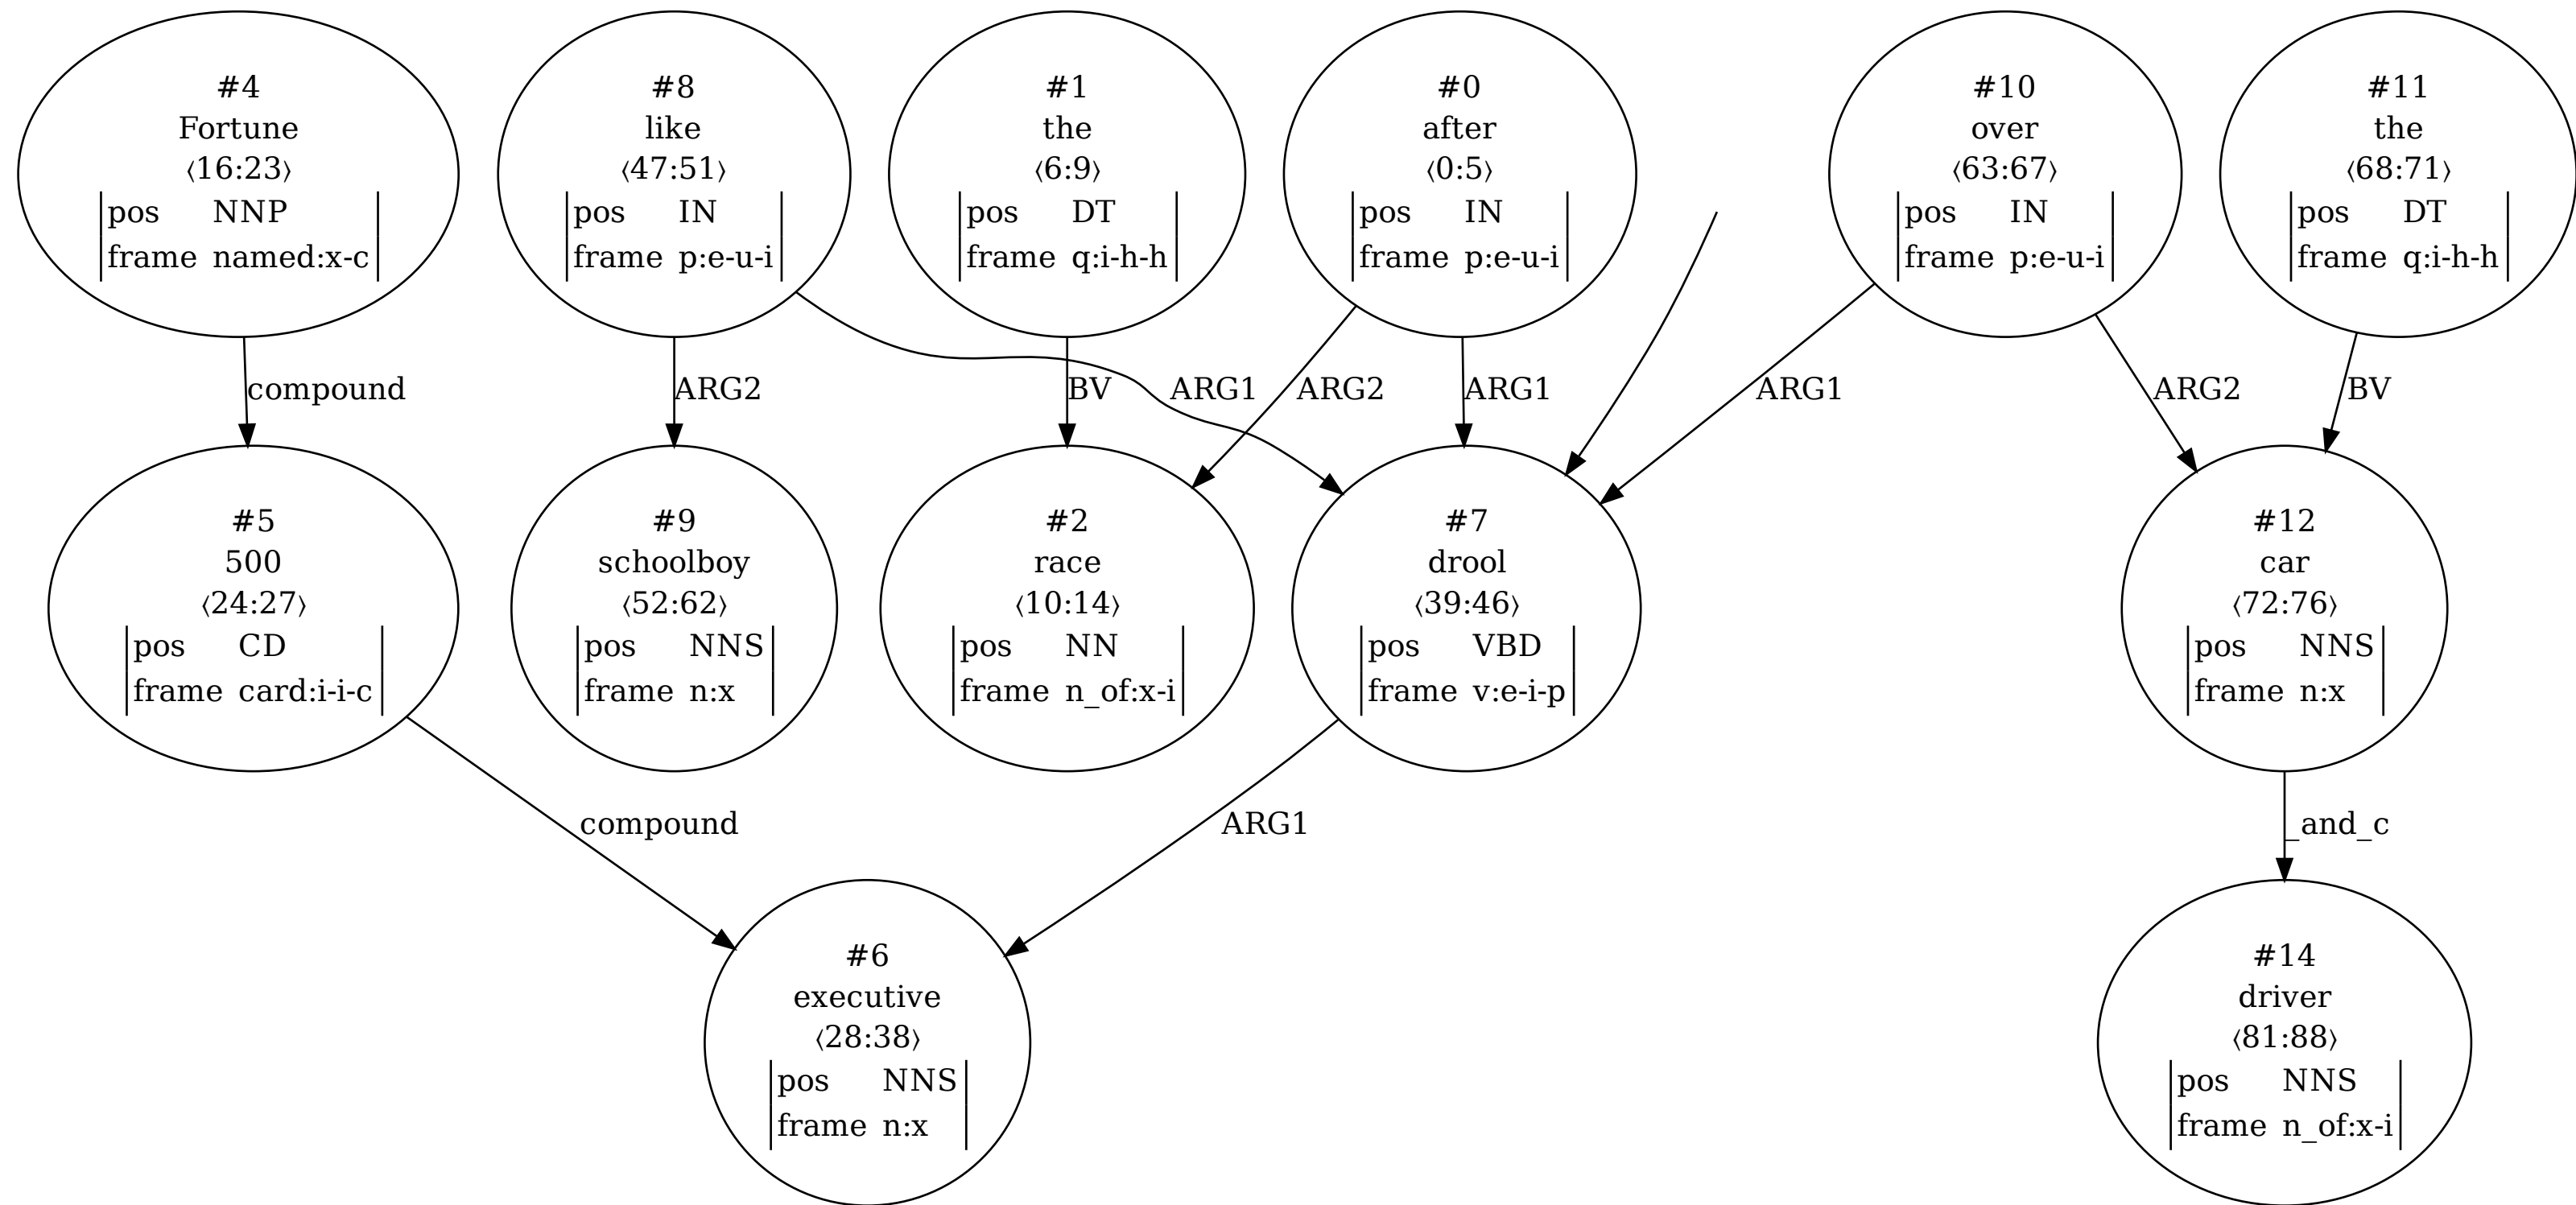 #4
Fortune
⟨16:23⟩
pos NNP
frame named:x-c
#8
like
⟨47:51⟩
pos IN
frame p:e-u-i
#1
the
⟨6:9⟩
pos DT
frame q:i-h-h
#0
after
⟨0:5⟩
pos IN
frame p:e-u-i
#10
over
⟨63:67⟩
pos IN
frame p:e-u-i
#11
the
⟨68:71⟩
pos DT
frame q:i-h-h
compound
ARG2
BV
ARG1
ARG2
ARG1
ARG1
ARG2
BV
#5
500
⟨24:27⟩
pos CD
frame card:i-i-c
#9
schoolboy
⟨52:62⟩
pos NNS
frame n:x
#2
race
⟨10:14⟩
pos NN
frame n_of:x-i
#7
drool
⟨39:46⟩
pos VBD
frame v:e-i-p
#12
car
⟨72:76⟩
pos NNS
frame n:x
compound
ARG1
_and_c
#6
executive
⟨28:38⟩
pos NNS
frame n:x
#14
driver
⟨81:88⟩
pos NNS
frame n_of:x-i